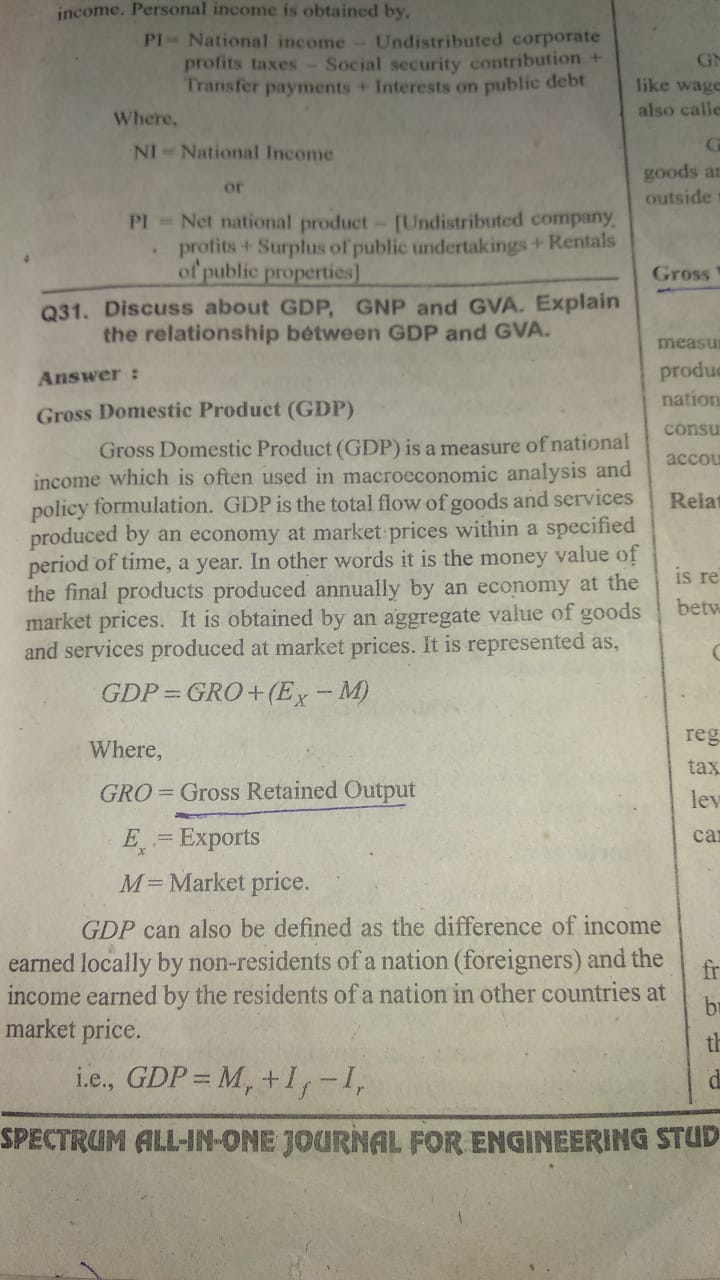 income. Personal income is obtained by,
PI = National income – Undistributed corporate
profits taxes – Social security contribution +
Transfer payments + Interests on public debt
Where,
NI = National Income
or
PI = Net national product – [Undistributed company
profits + Surplus of public undertakings + Rentals
of public properties]
Q31. Discuss about GDP, GNP and GVA. Explain
the relationship between GDP and GVA.
Answer :
Gross Domestic Product (GDP)
Gross Domestic Product (GDP) is a measure of national
income which is often used in macroeconomic analysis and
policy formulation. GDP is the total flow of goods and services
produced by an economy at market prices within a specified
period of time, a year. In other words it is the money value of
the final products produced annually by an economy at the
market prices. It is obtained by an aggregate value of goods
and services produced at market prices. It is represented as,
GDP = GRO + (E_X – M)
Where,
GRO = Gross Retained Output
E_x = Exports
M = Market price.
GDP can also be defined as the difference of income
earned locally by non-residents of a nation (foreigners) and the
income earned by the residents of a nation in other countries at
market price.
i.e., GDP = M_r + I_f – I_r
SPECTRUM ALL-IN-ONE JOURNAL FOR ENGINEERING STUD
like wage
also calle
goods
outside
Gross
measu
produc
nation
consu
accou
Relat
is re
betw
reg
tax
lev
ca
fr
b
th
d